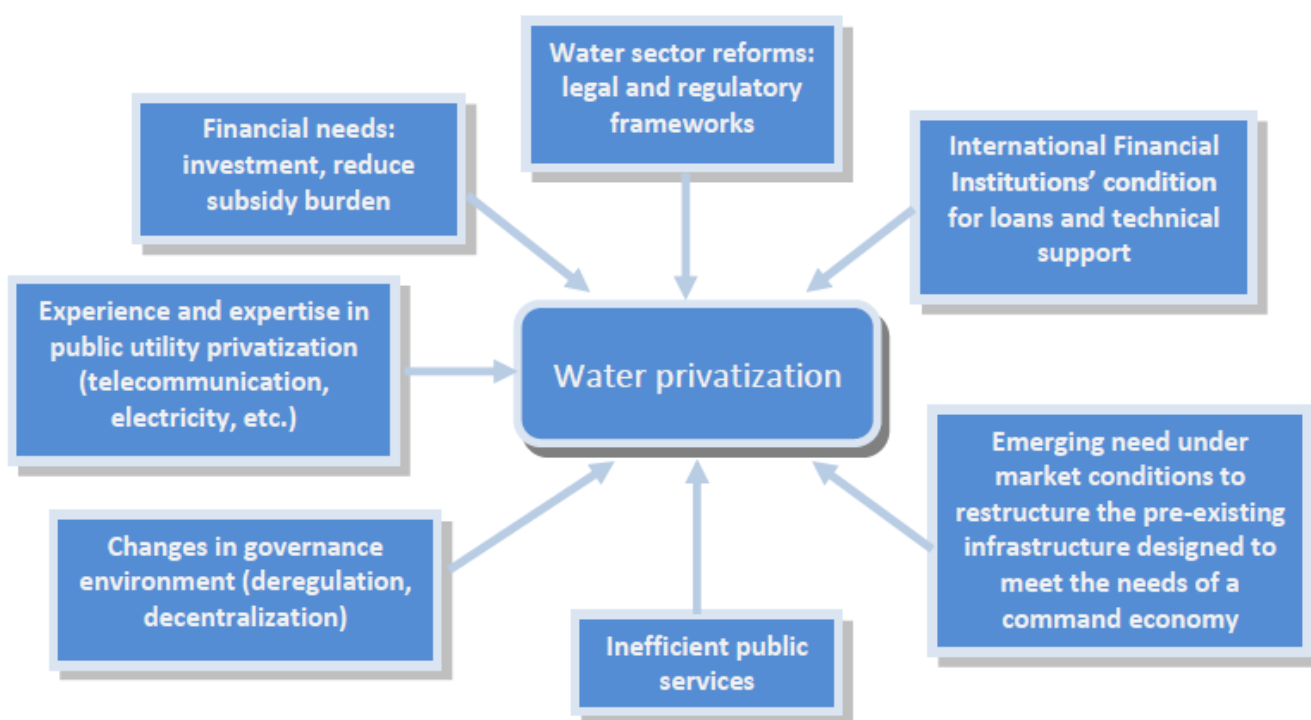 Water sector reforms:
legal and regulatory
frameworks
Financial needs:
investment, reduce
subsidy burden
International Financial
Institutions’ condition
for loans and technical
support
Experience and expertise in
public utility privatization
(telecommunication,
electricity, etc.)
Water privatization
Emerging need under
market conditions to
restructure the pre-existing
infrastructure designed to
meet the needs of a
command economy
Changes in governance
environment (deregulation,
decentralization)
Inefficient public
services